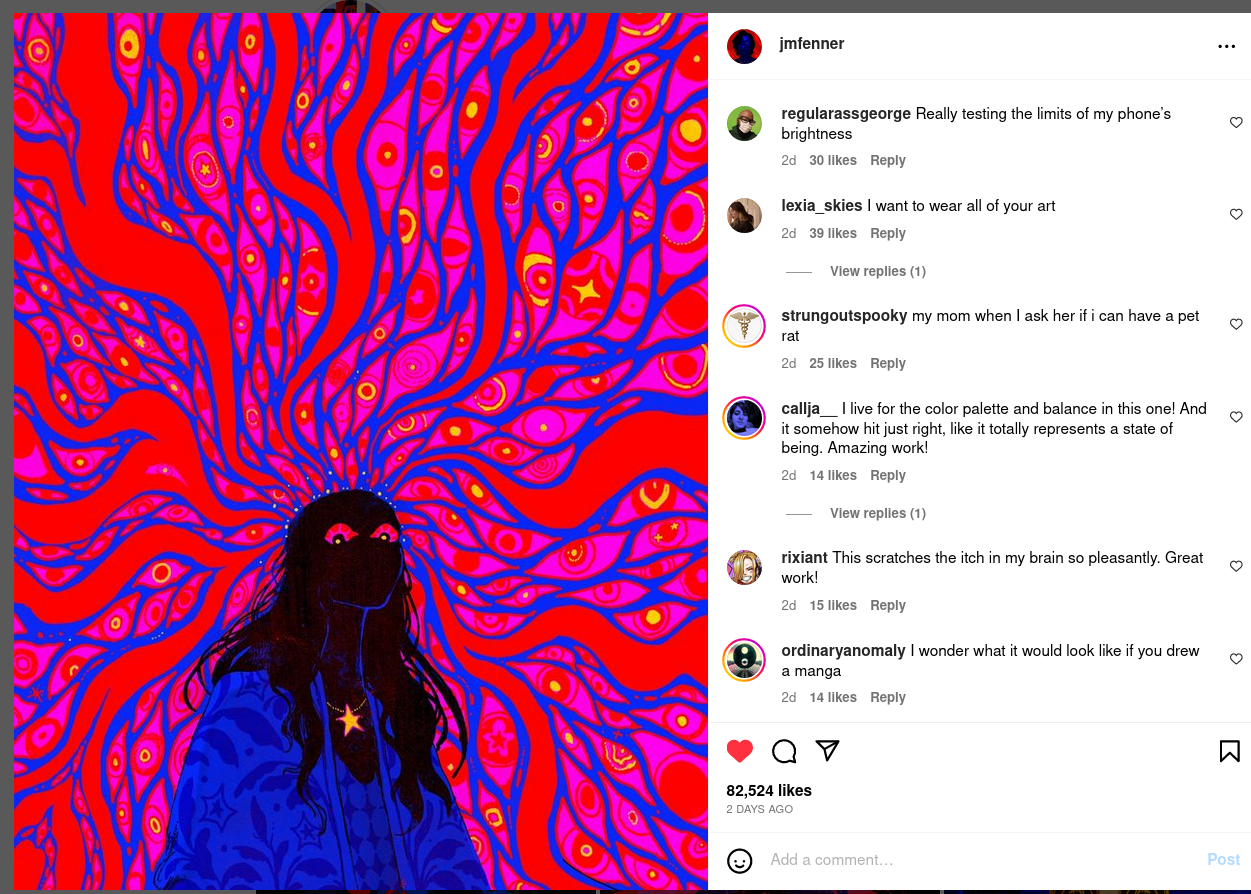 jmfenner
regularassgeorge Really testing the limits of my phone’s
brightness
2d 30 likes Reply
lexia_skies I want to wear all of your art
2d 39 likes Reply
View replies (1)
strungoutspooky my mom when I ask her if i can have a pet
rat
2d 25 likes Reply
callja__ I live for the color palette and balance in this one! And
it somehow hit just right, like it totally represents a state of
being. Amazing work!
2d 14 likes Reply
View replies (1)
rixiant This scratches the itch in my brain so pleasantly. Great
work!
2d 15 likes Reply
ordinaryanomaly I wonder what it would look like if you drew
a manga
2d 14 likes Reply
82,524 likes
2 DAYS AGO
Add a comment…
Post